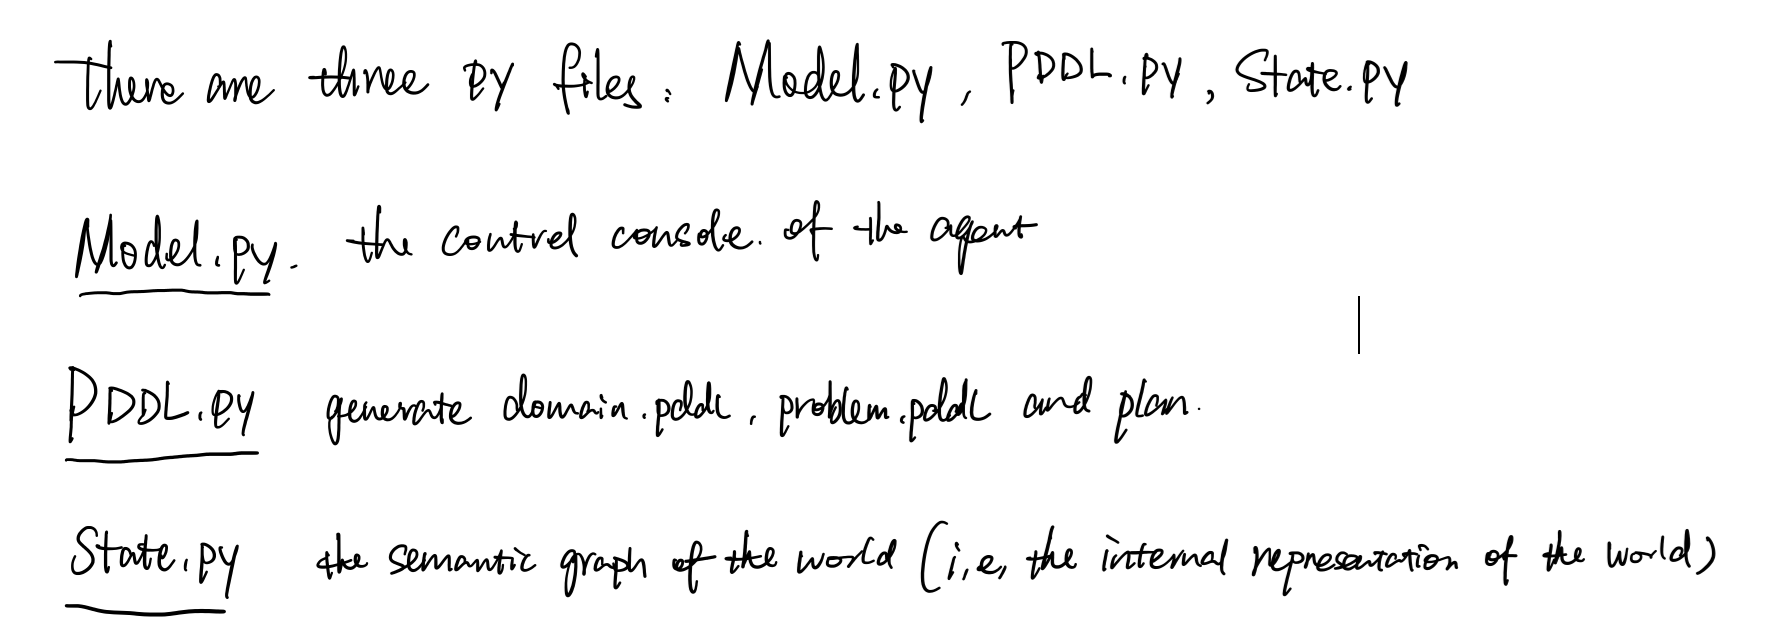 There are three py files: Model.py, PDDL.py, State.py
Model.py. the control console. of the agent
PDDL.py generate domain.pddl, problem.pddl and plan.
State.py the semantic graph of the world (i,e, the internal representation of the world)